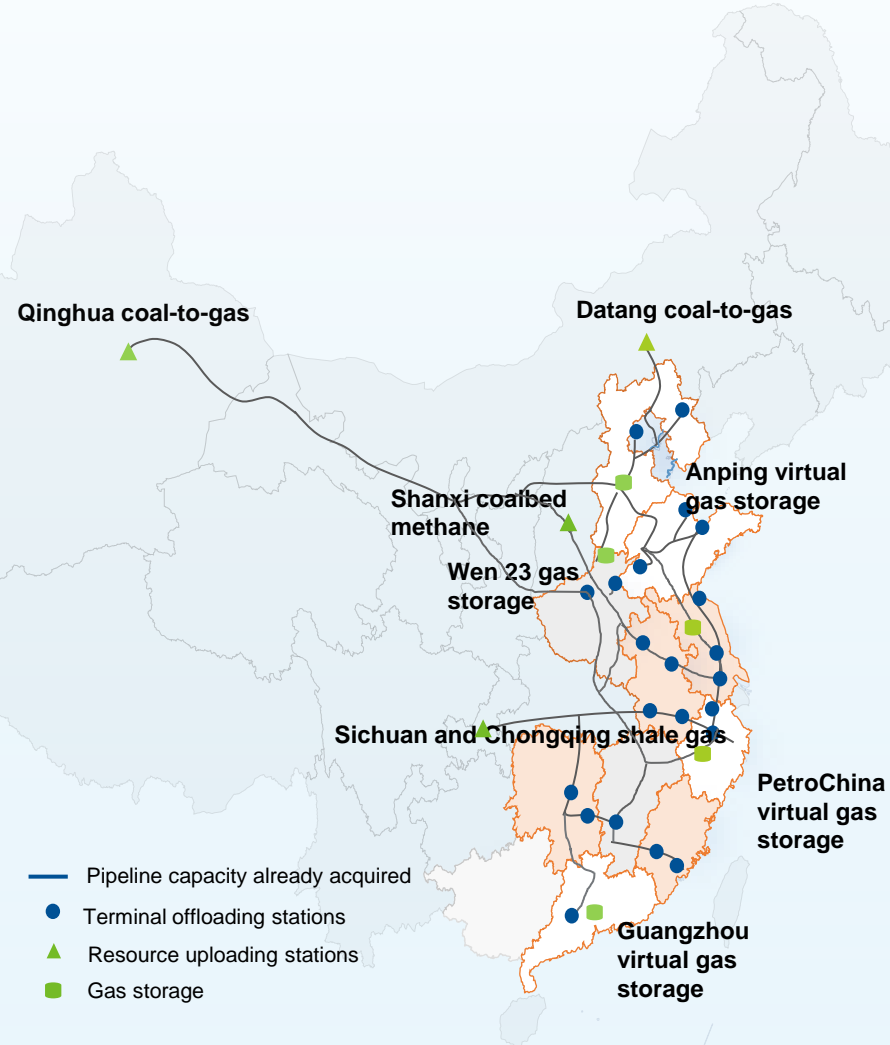 Qinghua coal-to-gas
Datang coal-to-gas
Anping virtual
gas storage
Shanxi coalbed
methane
Wen 23 gas
storage
Sichuan and Chongqing shale gas
PetroChina
virtual gas
storage
Guangzhou
virtual gas
storage
Pipeline capacity already acquired
Terminal offloading stations
Resource uploading stations
Gas storage